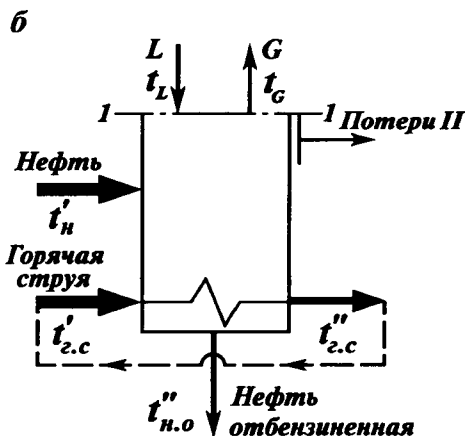 б
L G
t_L t_G
1 1
Потери II
Нефть
t'_н
Горячая
струя
t'_г.с t''_г.с
t''_н.о Нефть
отбензиненная